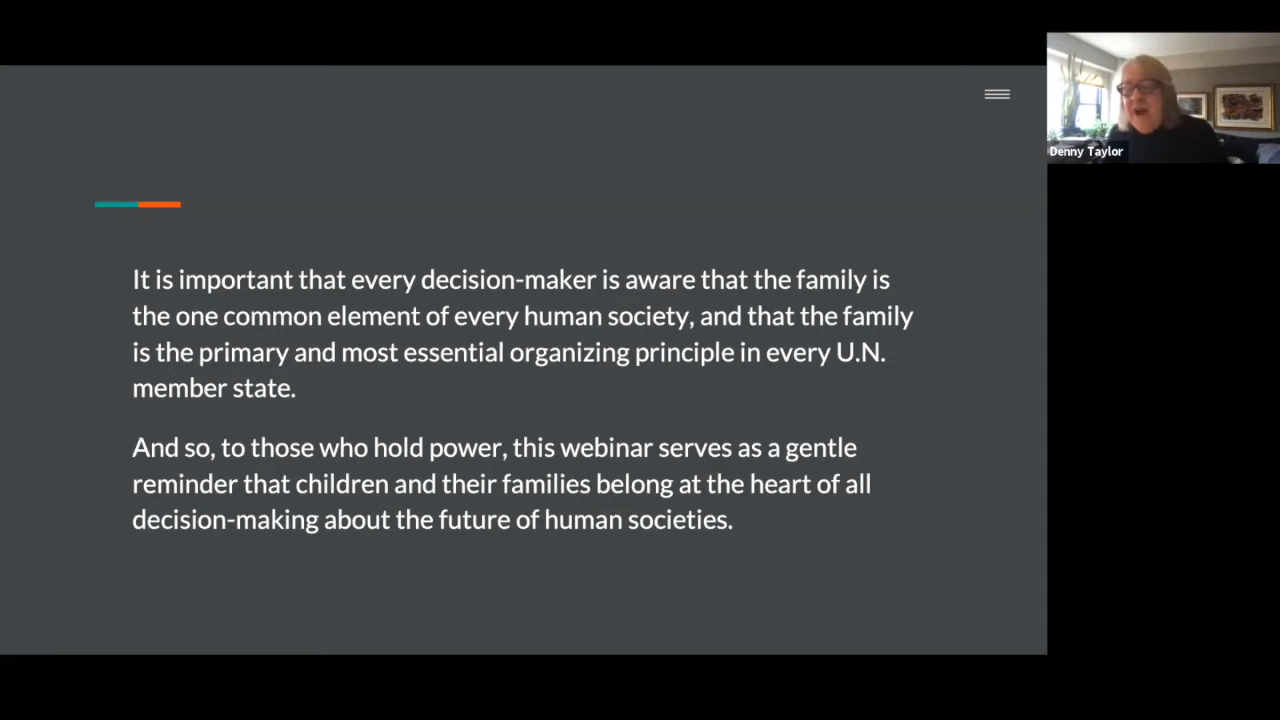 It is important that every decision-maker is aware that the family is
the one common element of every human society, and that the family
is the primary and most essential organizing principle in every U.N.
member state.
And so, to those who hold power, this webinar serves as a gentle
reminder that children and their families belong at the heart of all
decision-making about the future of human societies.
Denny Taylor